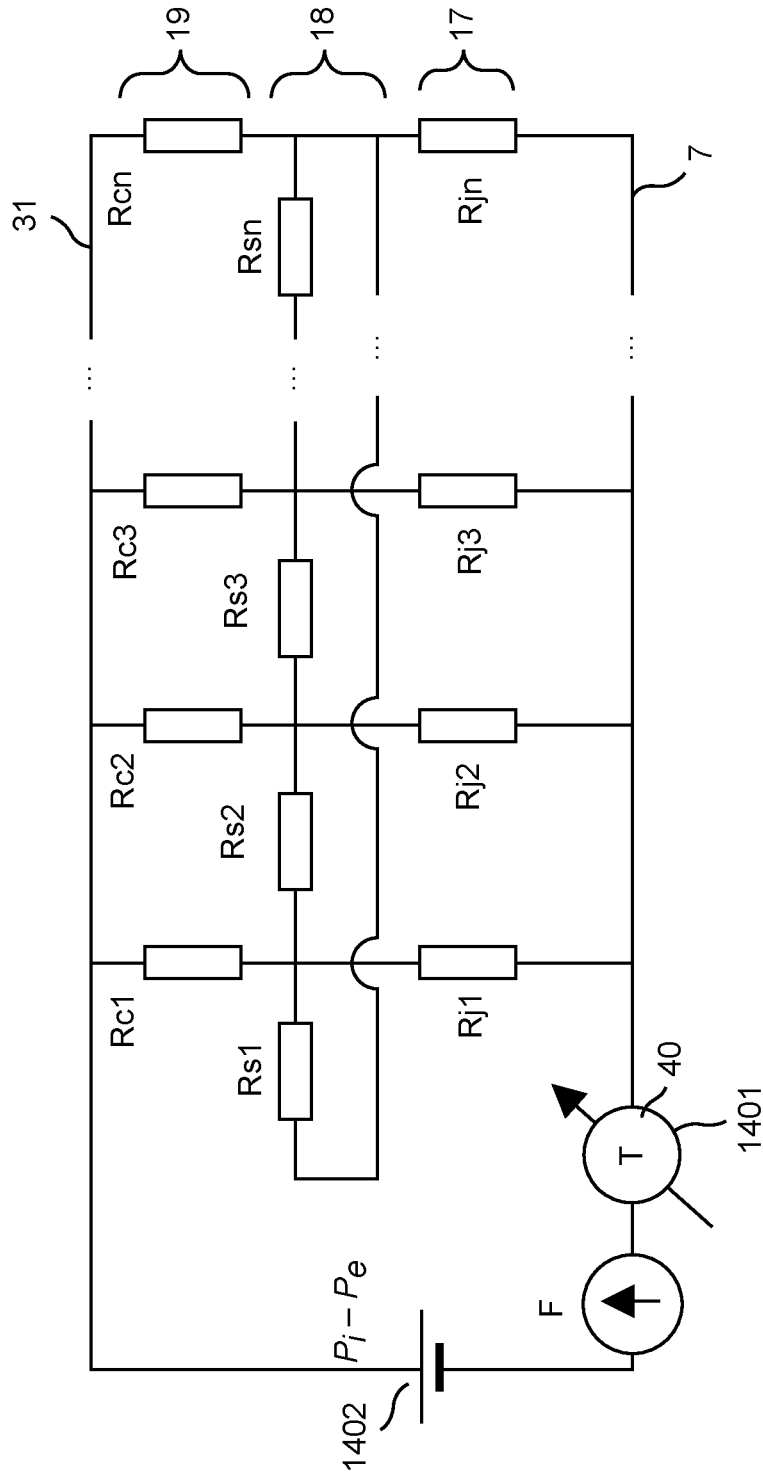 19
18
17
31
Rcn
Rsn
Rjn
7
...
...
...
...
Rc3
Rs3
Rj3
Rc2
Rs2
Rj2
Rc1
Rs1
Rj1
Pi – Pe
1402
F
T
40
1401